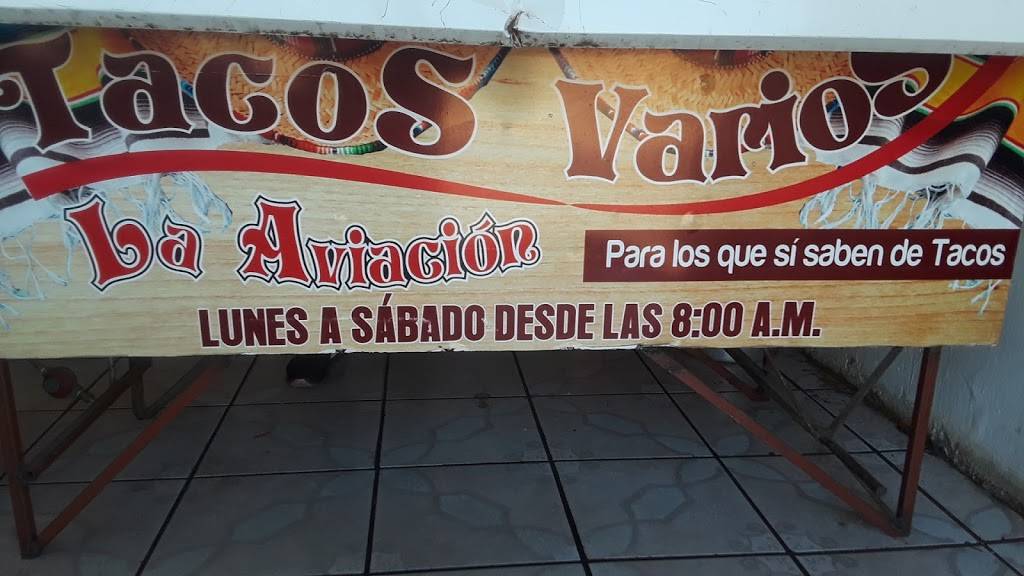 Tacos Varios
La Aviación
Para los que sí saben de Tacos
LUNES A SÁBADO DESDE LAS 8:00 A.M.